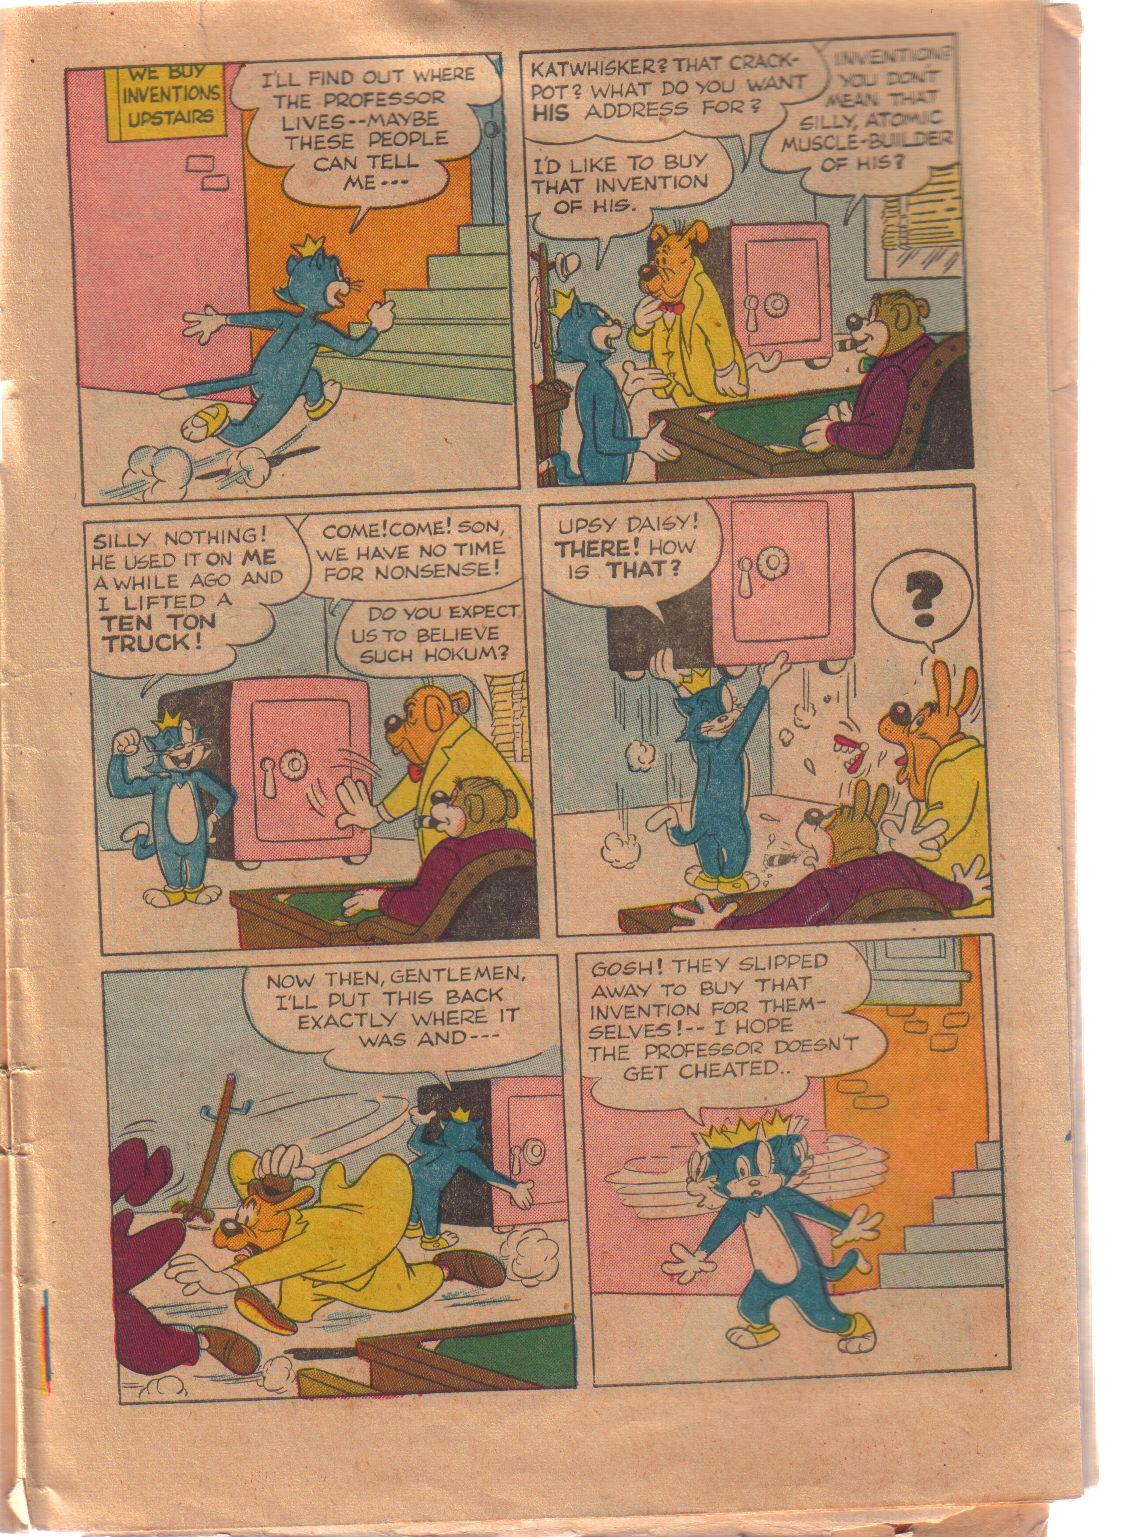 WE BUY
INVENTIONS
UPSTAIRS
I'LL FIND OUT WHERE
THE PROFESSOR
LIVES--MAYBE
THESE PEOPLE
CAN TELL
ME---
KATWHISKER? THAT CRACK-
POT? WHAT DO YOU WANT
HIS ADDRESS FOR?
INVENTION?
YOU DON'T
MEAN THAT
SILLY, ATOMIC
MUSCLE-BUILDER
OF HIS?
I'D LIKE TO BUY
THAT INVENTION
OF HIS.
SILLY NOTHING!
HE USED IT ON ME
A WHILE AGO AND
I LIFTED A
TEN TON
TRUCK!
COME! COME! SON,
WE HAVE NO TIME
FOR NONSENSE!
DO YOU EXPECT
US TO BELIEVE
SUCH HOKUM?
UPSY DAISY!
THERE! HOW
IS THAT?
?
NOW THEN, GENTLEMEN,
I'LL PUT THIS BACK
EXACTLY WHERE IT
WAS AND---
GOSH! THEY SLIPPED
AWAY TO BUY THAT
INVENTION FOR THEM-
SELVES!-- I HOPE
THE PROFESSOR DOESN'T
GET CHEATED..